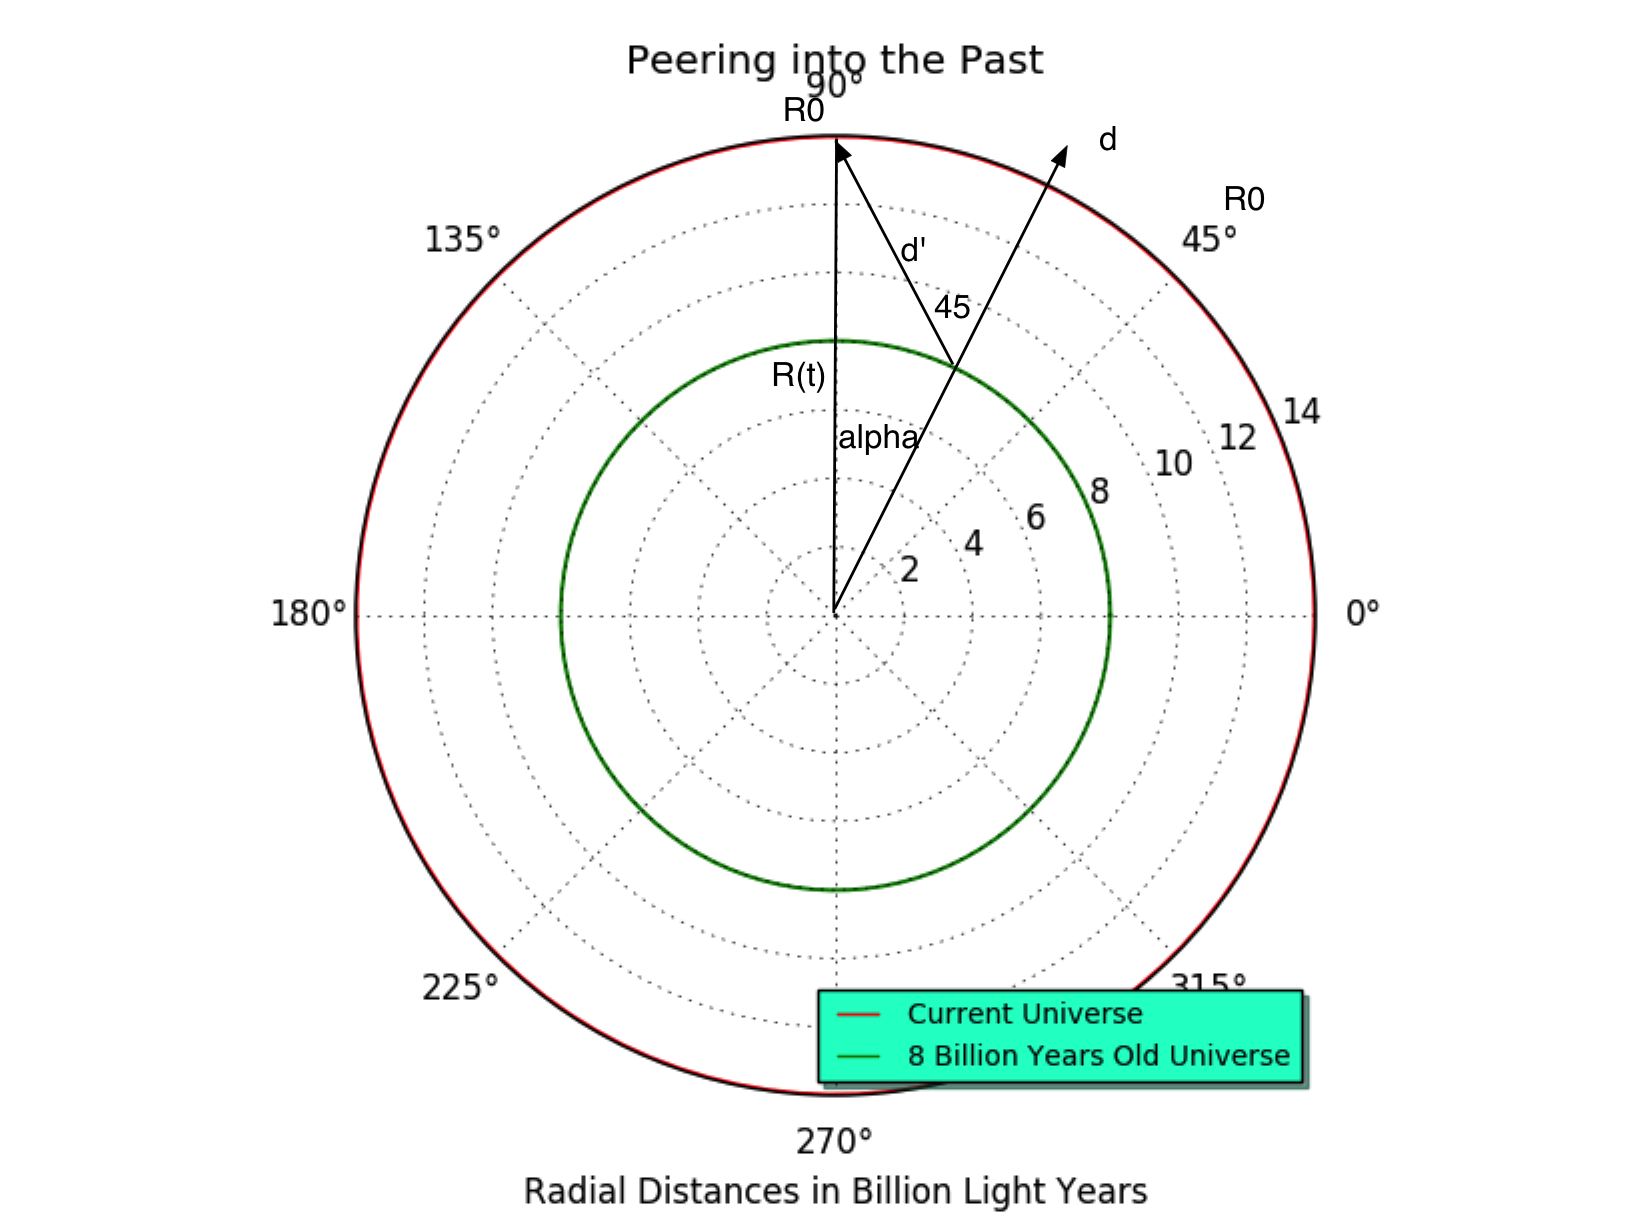 Peering into the Past
90°
R0
d
R0
135°
45°
d'
45
R(t)
14
alpha
12
10
8
6
4
2
180°
0°
225°
315°
Current Universe
8 Billion Years Old Universe
270°
Radial Distances in Billion Light Years